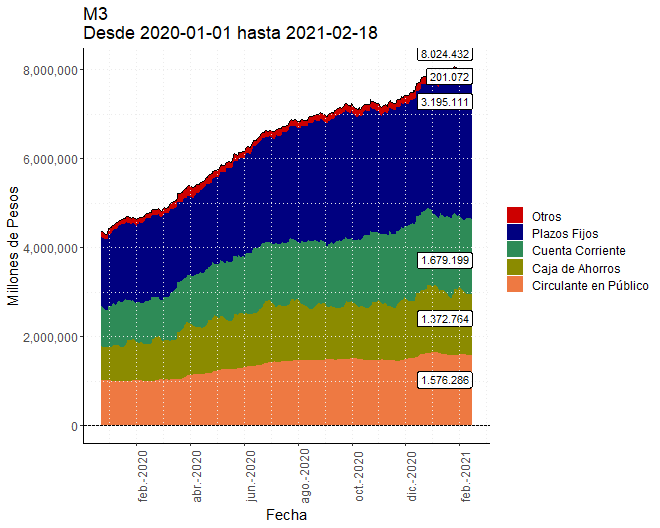 M3
Desde 2020-01-01 hasta 2021-02-18
Millones de Pesos
8,000,000
6,000,000
4,000,000
2,000,000
0
8.024.432
201.072
3.195.111
1.679.199
1.372.764
1.576.286
feb.-2020
abr.-2020
jun.-2020
ago.-2020
oct.-2020
dic.-2020
feb.-2021
Fecha
Otros
Plazos Fijos
Cuenta Corriente
Caja de Ahorros
Circulante en Público